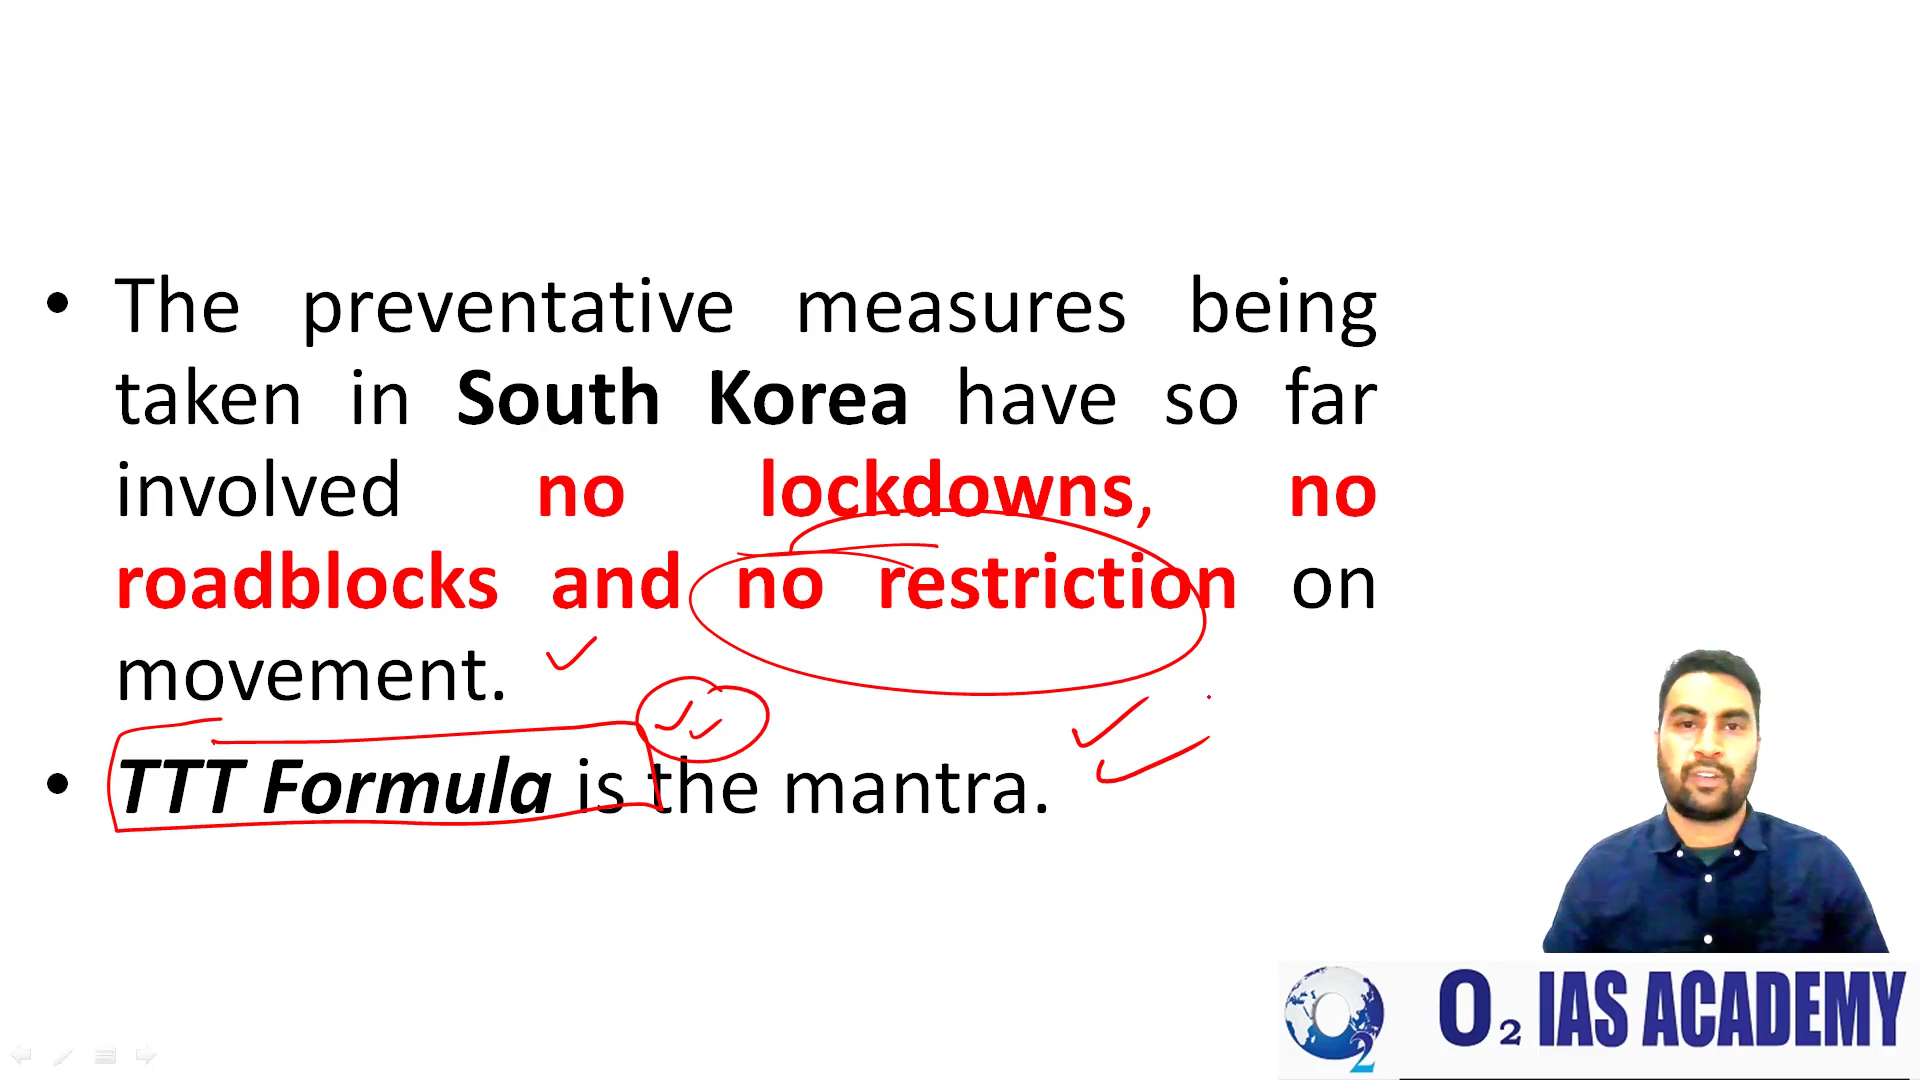 • The preventative measures being
taken in South Korea have so far
involved no lockdowns, no
roadblocks and no restriction on
movement.
• TTT Formula is the mantra.
O 2
O2 IAS ACADEMY